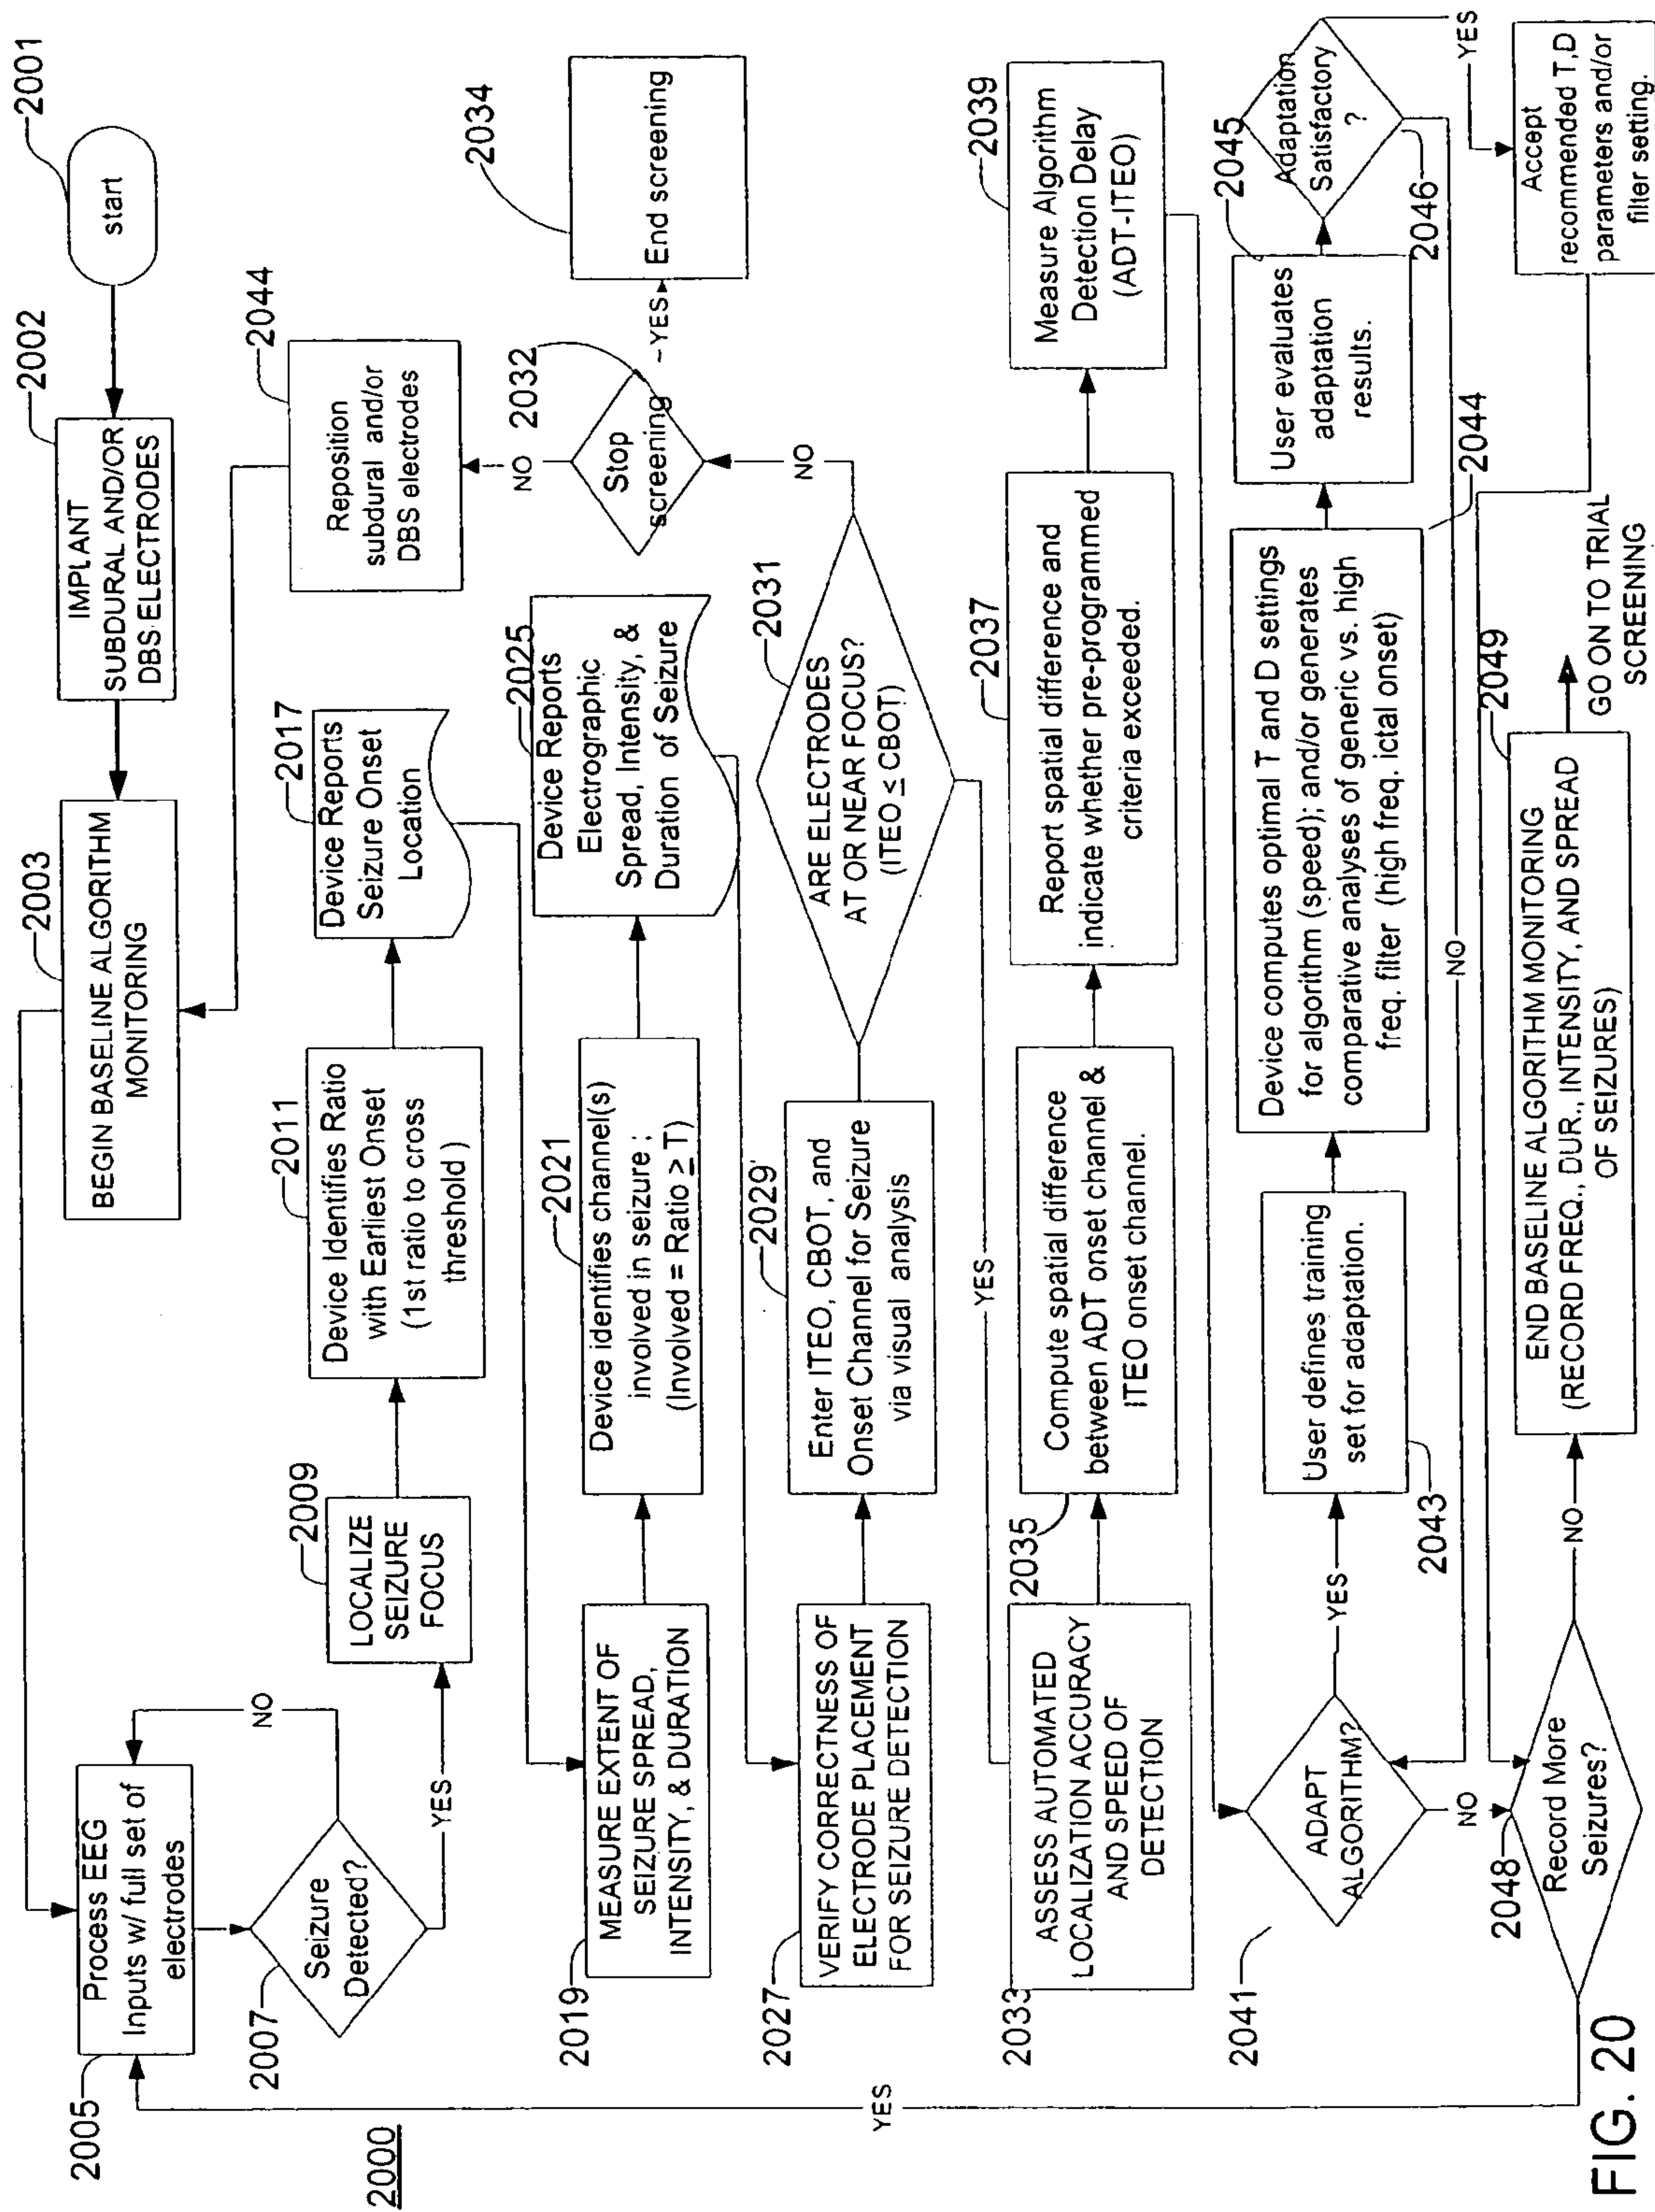 2001
start
2002
IMPLANT
SUBDURAL AND/OR
DBS ELECTRODES
2003
BEGIN BASELINE ALGORITHM
MONITORING
2005
Process EEG
Inputs w/ full set of
electrodes
2007
Seizure
Detected?
NO
YES
2009
LOCALIZE
SEIZURE
FOCUS
2011
Device Identifies Ratio
with Earliest Onset
(1st ratio to cross
threshold )
2017
Device Reports
Seizure Onset
Location
2044
Reposition
subdural and/or
DBS electrodes
2019
MEASURE EXTENT OF
SEIZURE SPREAD,
INTENSITY, & DURATION
2021
Device identifies channel(s)
involved in seizure ;
(Involved = Ratio ≥ T)
2025
Device Reports
Electrographic
Spread, Intensity, &
Duration of Seizure
NO
2032
Stop
screening
YES
2034
End screening
2027
VERIFY CORRECTNESS OF
ELECTRODE PLACEMENT
FOR SEIZURE DETECTION
2029
Enter ITEO, CBOT, and
Onset Channel for Seizure
via visual analysis
2031
ARE ELECTRODES
AT OR NEAR FOCUS?
(ITEO ≤ CBOT)
NO
YES
2033
ASSESS AUTOMATED
LOCALIZATION ACCURACY
AND SPEED OF
DETECTION
2035
Compute spatial difference
between ADT onset channel &
ITEO onset channel.
2037
Report spatial difference and
indicate whether pre-programmed
criteria exceeded.
2039
Measure Algorithm
Detection Delay
(ADT-ITEO)
2041
ADAPT
ALGORITHM?
YES
NO
2043
User defines training
set for adaptation.
2044
Device computes optimal T and D settings
for algorithm (speed); and/or generates
comparative analyses of generic vs. high
freq. filter (high freq. ictal onset)
2045
User evaluates
adaptation
results.
2046
Adaptation
Satisfactory
?
YES
NO
Accept
recommended T,D
parameters and/or
filter setting.
2048
Record More
Seizures?
YES
NO
2049
END BASELINE ALGORITHM MONITORING
(RECORD FREQ., DUR., INTENSITY, AND SPREAD
OF SEIZURES)
GO ON TO TRIAL
SCREENING
2000
FIG. 20